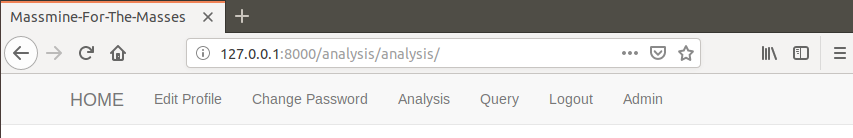 Massmine-For-The-Masses
127.0.0.1:8000/analysis/analysis/
HOME Edit Profile Change Password Analysis Query Logout Admin